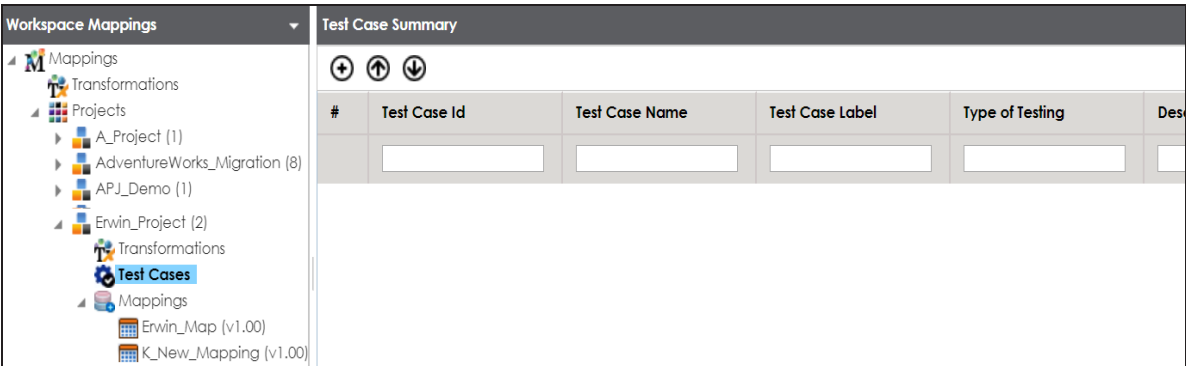 Workspace Mappings
Mappings
Transformations
Projects
A_Project (1)
AdventureWorks_Migration (8)
APJ_Demo (1)
Erwin_Project (2)
Transformations
Test Cases
Mappings
Erwin_Map (v1.00)
K_New_Mapping (v1.00)
Test Case Summary
# Test Case Id Test Case Name Test Case Label Type of Testing Desc